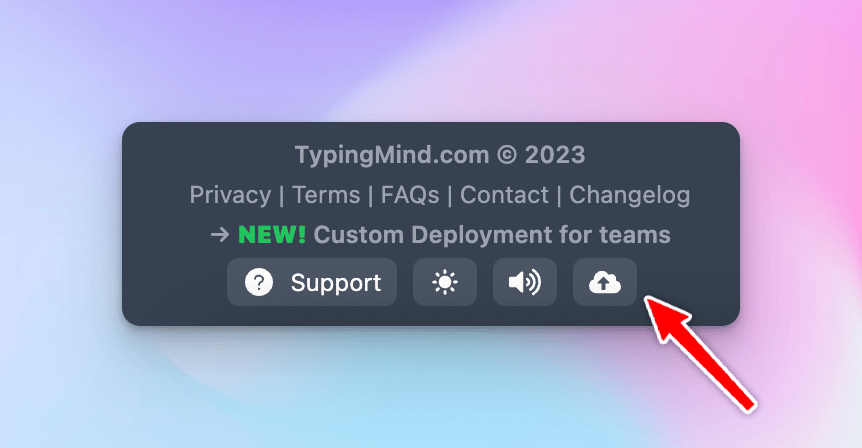 TypingMind.com © 2023
Privacy | Terms | FAQs | Contact | Changelog
→ NEW! Custom Deployment for teams
? Support